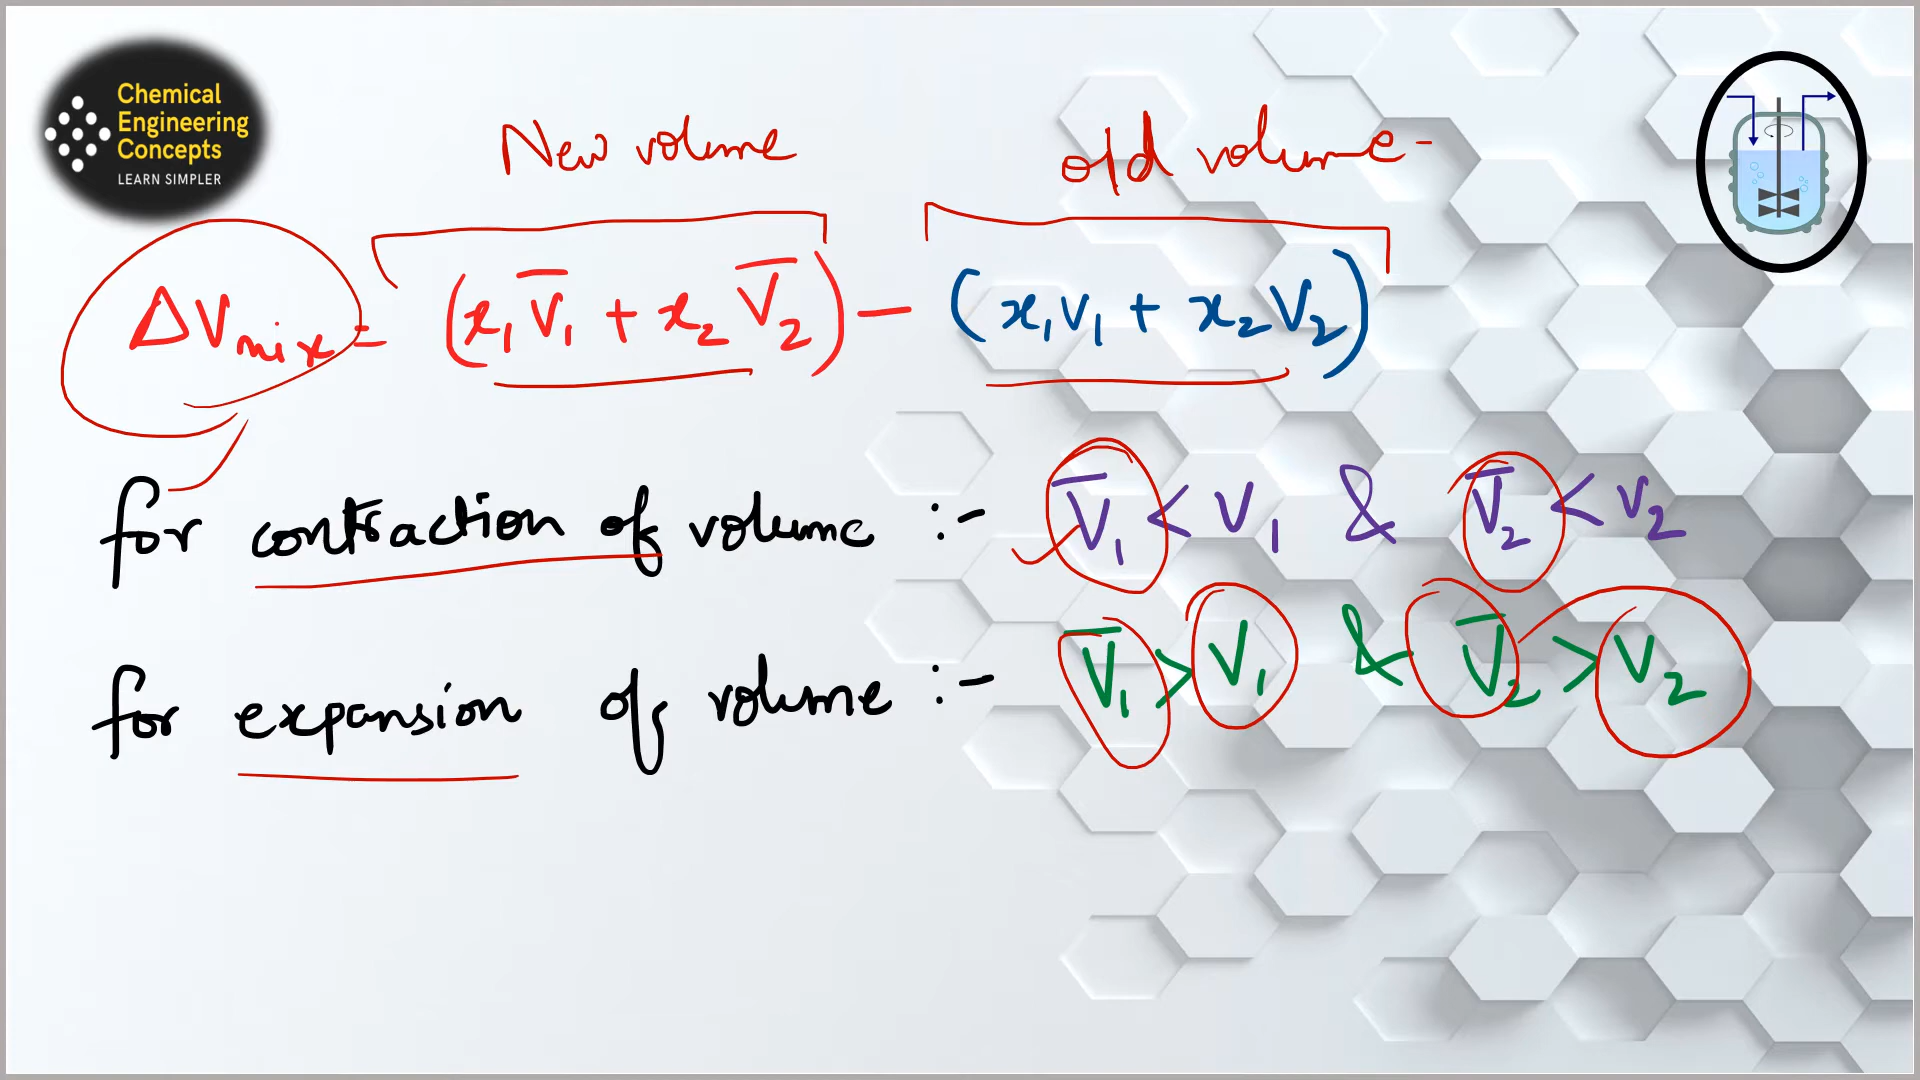 Chemical
Engineering
Concepts
LEARN SIMPLER
New volume old volume-
ΔVmix = (x₁V̅₁ + x₂V̅₂) − (x₁V₁ + x₂V₂)
for contraction of volume :- V̅₁ < V₁ & V̅₂ < V₂
for expansion of volume :- V̅₁ > V₁ & V̅₂ > V₂